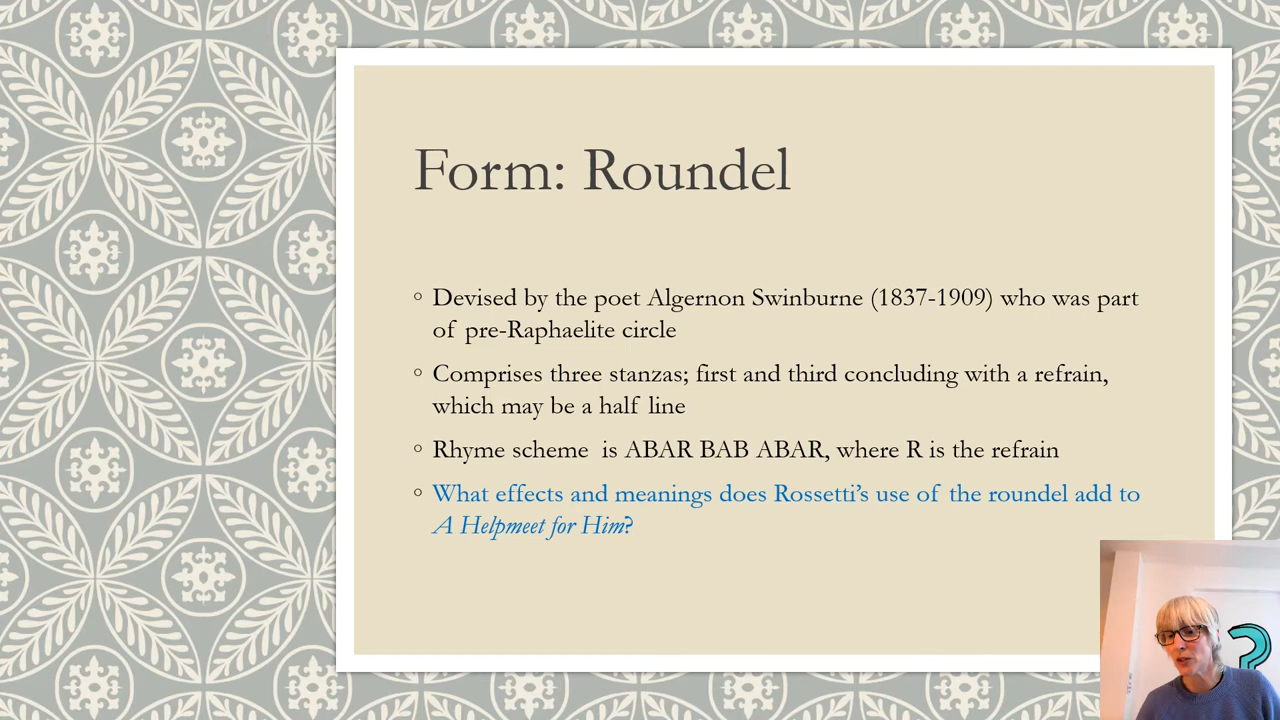 Form: Roundel
Devised by the poet Algernon Swinburne (1837-1909) who was part
of pre-Raphaelite circle
Comprises three stanzas; first and third concluding with a refrain,
which may be a half line
Rhyme scheme is ABAR BAB ABAR, where R is the refrain
What effects and meanings does Rossetti’s use of the roundel add to
A Helpmeet for Him?
?